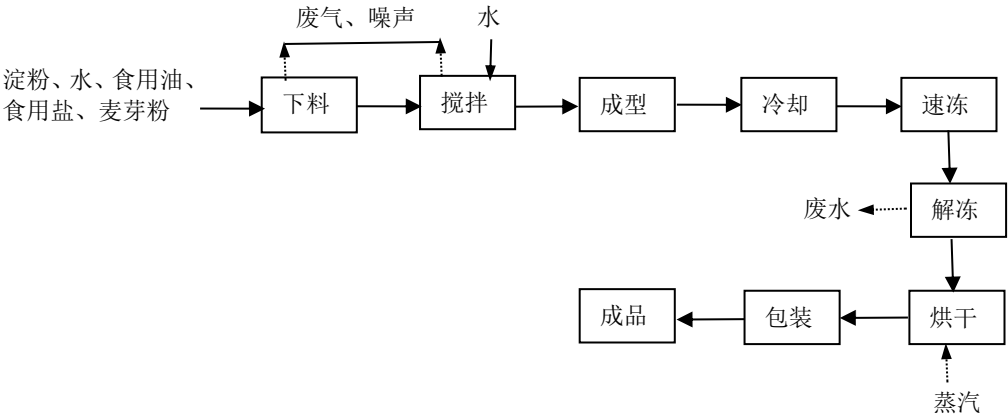 废气、噪声
水
淀粉、水、食用油、
食用盐、麦芽粉
下料
搅拌
成型
冷却
速冻
废水
解冻
成品
包装
烘干
蒸汽